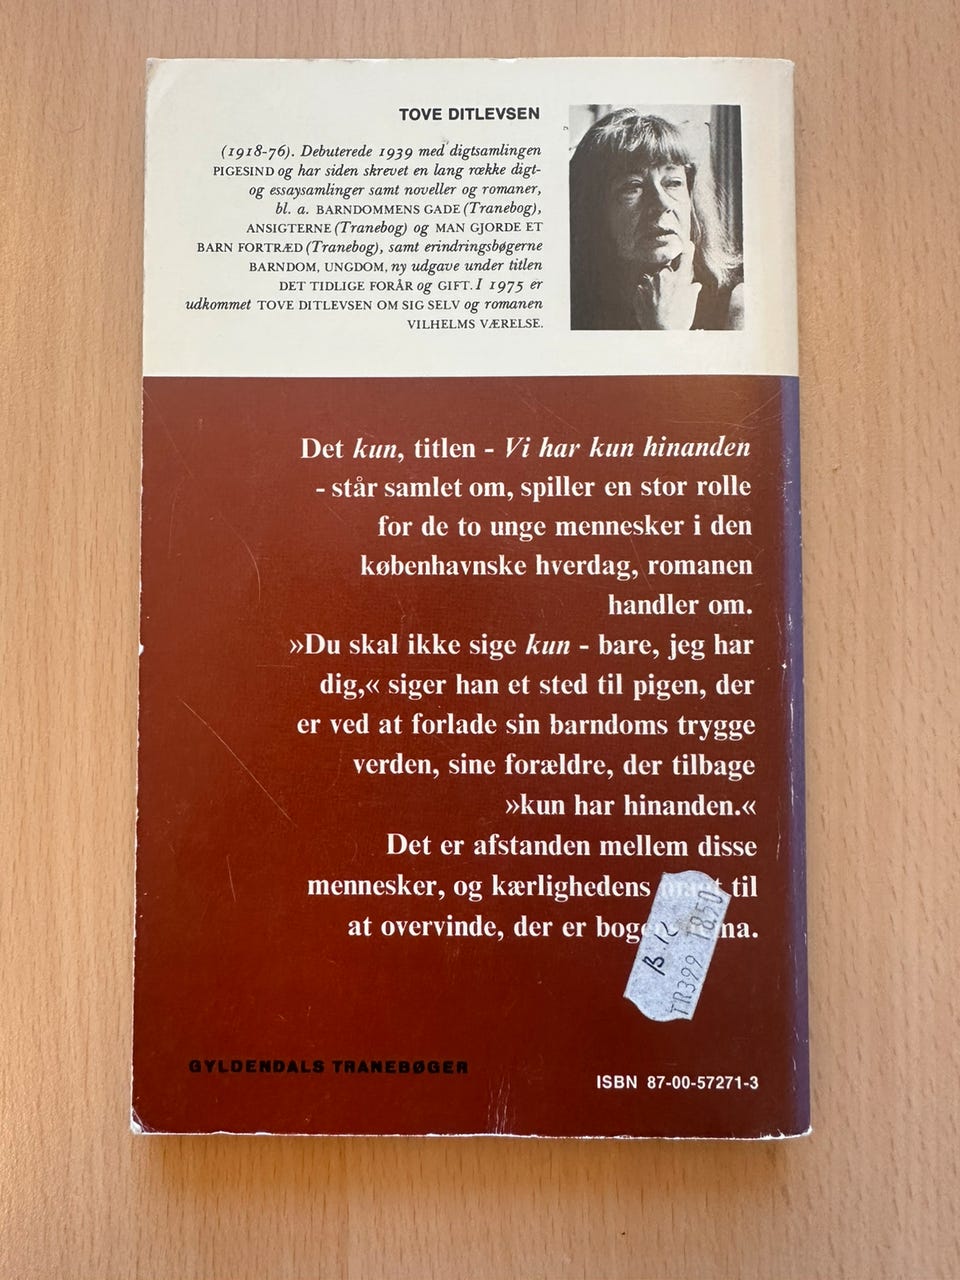 TOVE DITLEVSEN
(1918-76). Debuterede 1939 med digtsamlingen
PIGESIND og har siden skrevet en lang række digt-
og essaysamlinger samt noveller og romaner,
bl. a. BARNDOMMENS GADE (Tranebog),
ANSIGTERNE (Tranebog) og MAN GJORDE ET
BARN FORTRÆD (Tranebog), samt erindringsbøgerne
BARNDOM, UNGDOM, ny udgave under titlen
DET TIDLIGE FORÅR og GIFT. I 1975 er
udkommet TOVE DITLEVSEN OM SIG SELV og romanen
VILHELMS VÆRELSE.
Det kun, titlen - Vi har kun hinanden
- står samlet om, spiller en stor rolle
for de to unge mennesker i den
københavnske hverdag, romanen
handler om.
»Du skal ikke sige kun - bare, jeg har
dig,« siger han et sted til pigen, der
er ved at forlade sin barndoms trygge
verden, sine forældre, der tilbage
»kun har hinanden.«
Det er afstanden mellem disse
mennesker, og kærlighedens til
at overvinde, der er
B.R
TR399 18,50
GYLDENDALS TRANEBØGER
ISBN 87-00-57271-3